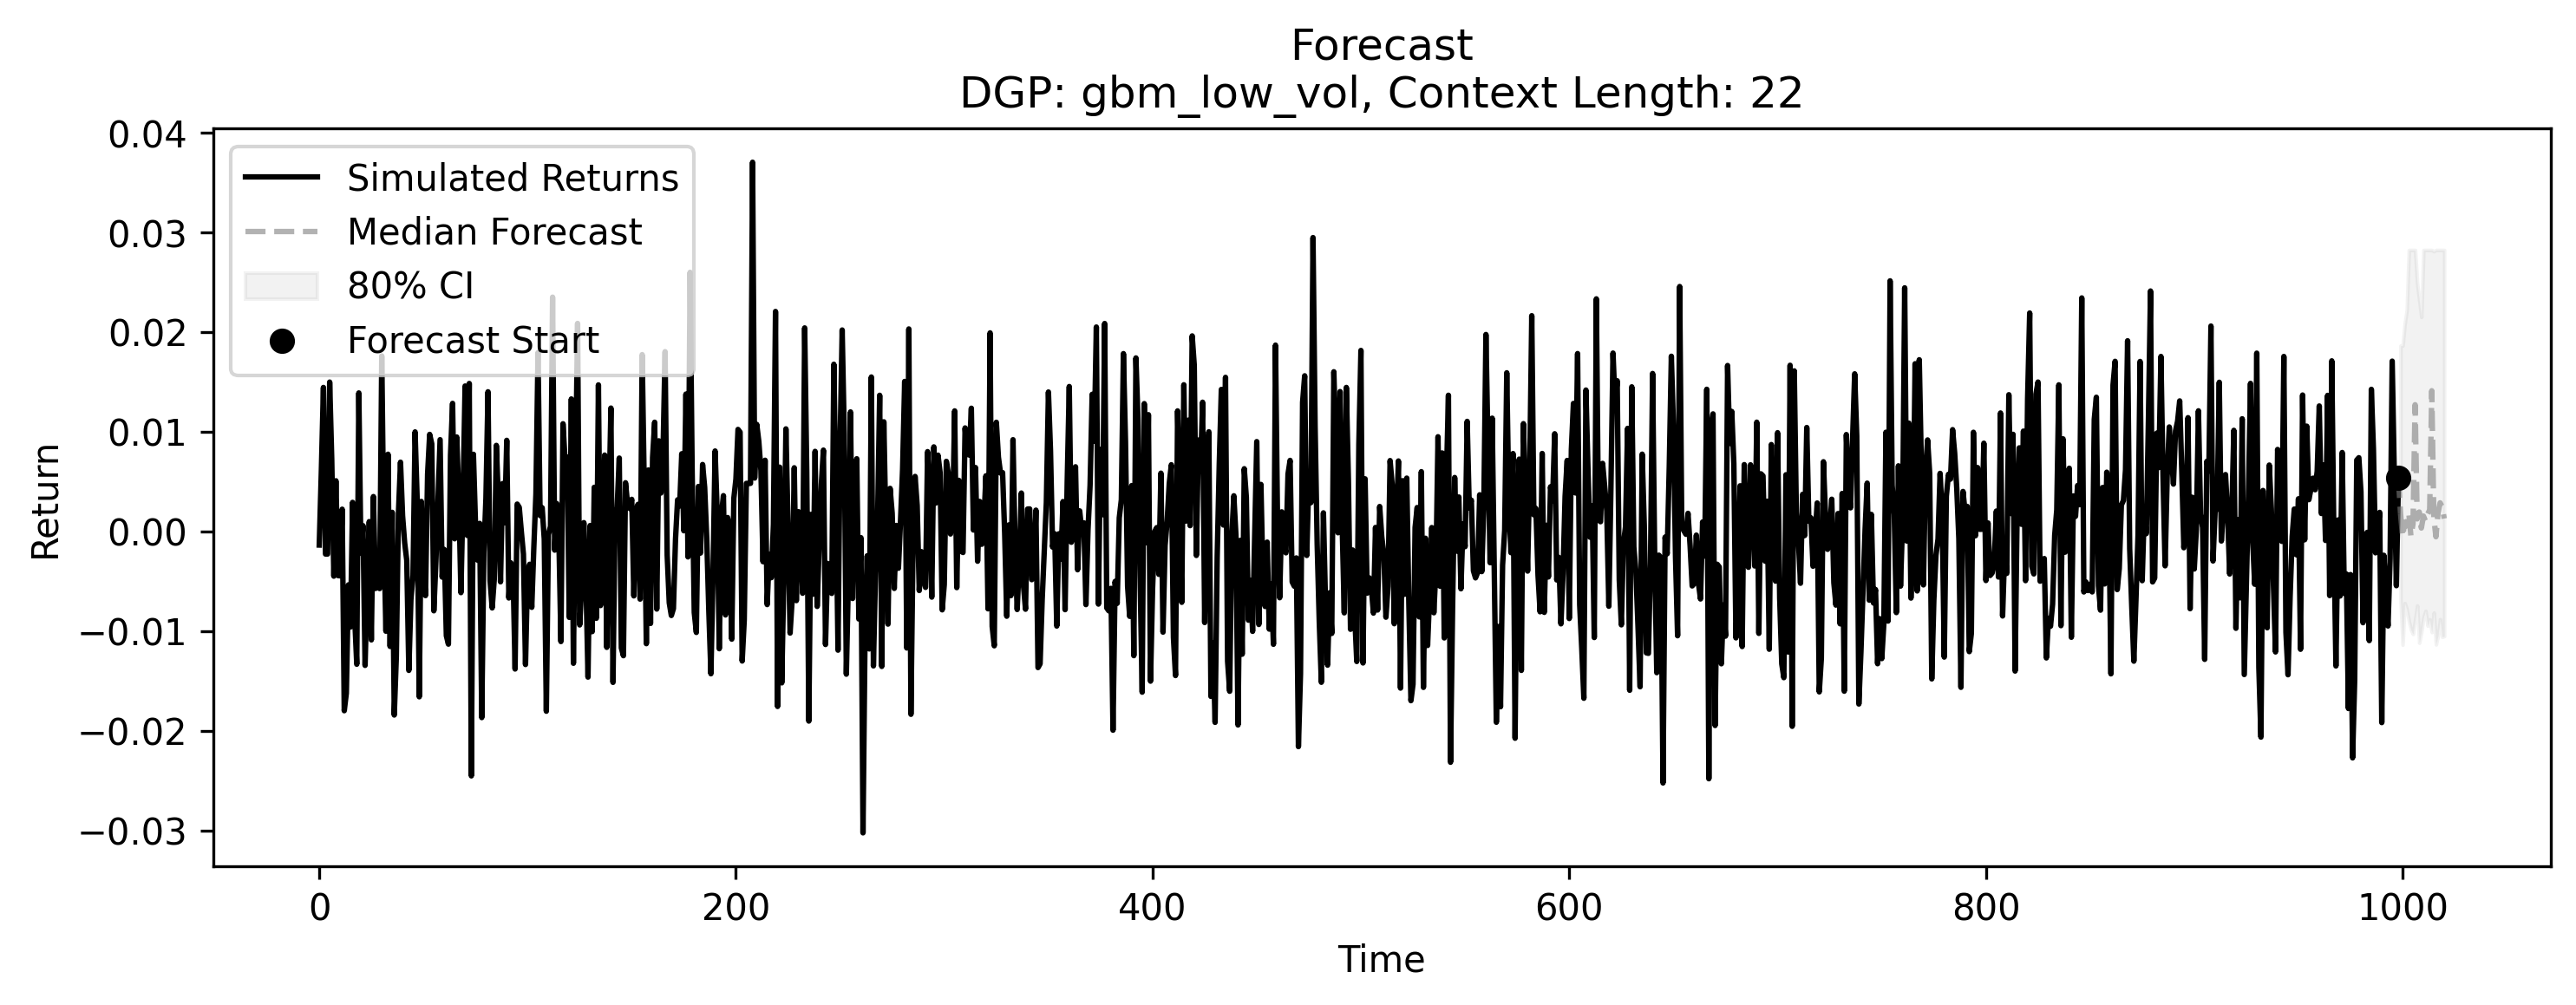 Forecast
DGP: gbm_low_vol, Context Length: 22
0.04
0.03
0.02
0.01
0.00
−0.01
−0.02
−0.03
Return
Simulated Returns
Median Forecast
80% CI
Forecast Start
0
200
400
600
800
1000
Time